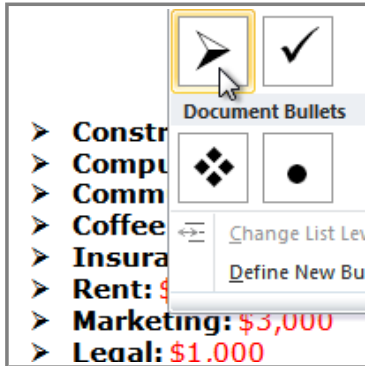 Document Bullets
Constr
Compu
Comm
Coffee
Change List Lev
Insura
Define New Bu
Rent: $
Marketing: $3,000
Legal: $1,000